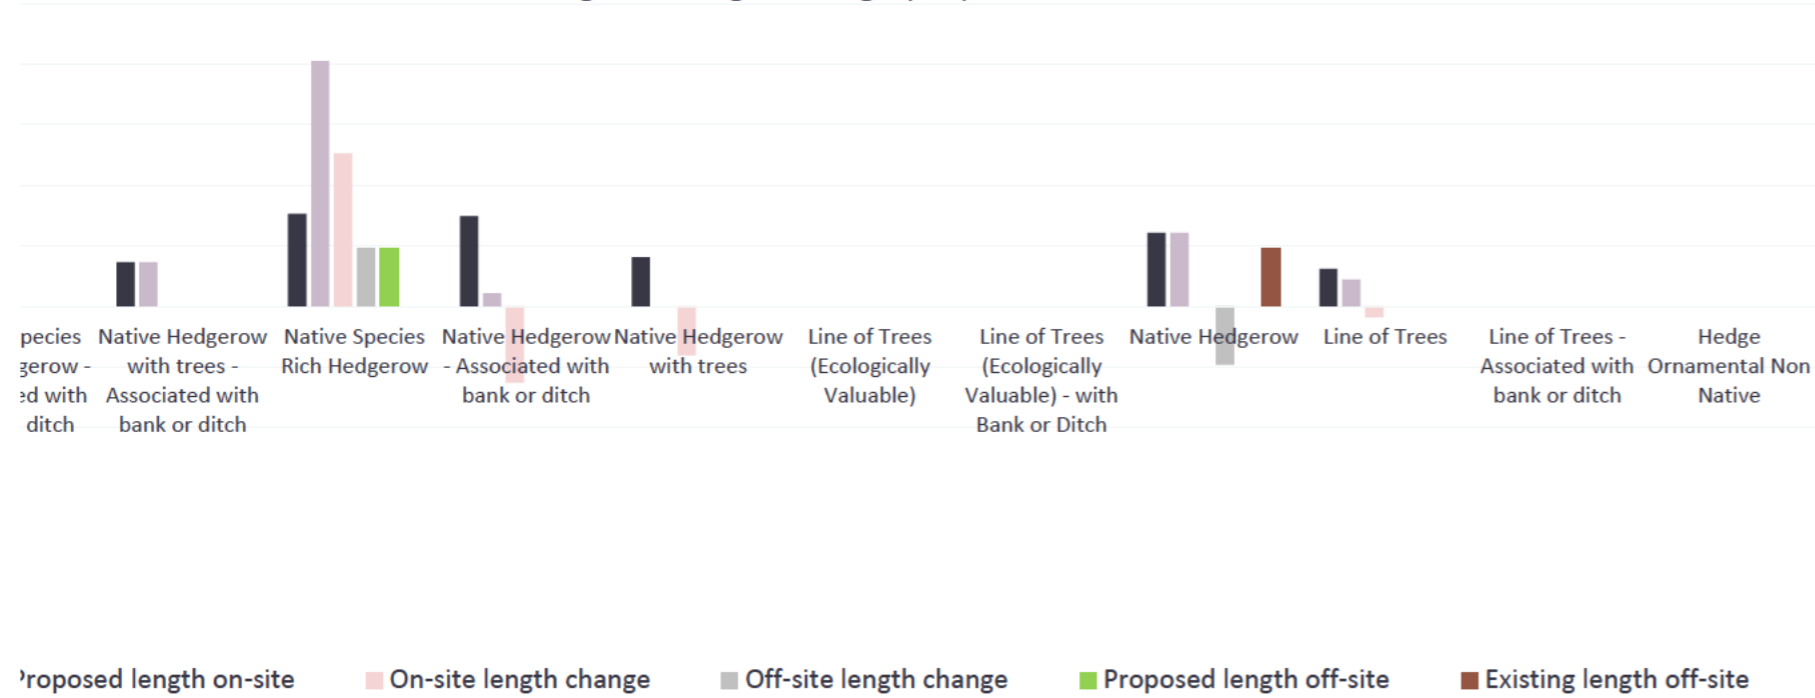 pecies
gerow -
ed with
ditch
Native Hedgerow
with trees -
Associated with
bank or ditch
Native Species
Rich Hedgerow
Native Hedgerow
- Associated with
bank or ditch
Native Hedgerow
with trees
Line of Trees
(Ecologically
Valuable)
Line of Trees
(Ecologically
Valuable) - with
Bank or Ditch
Native Hedgerow
Line of Trees
Line of Trees -
Associated with
bank or ditch
Hedge
Ornamental Non
Native
Proposed length on-site
On-site length change
Off-site length change
Proposed length off-site
Existing length off-site